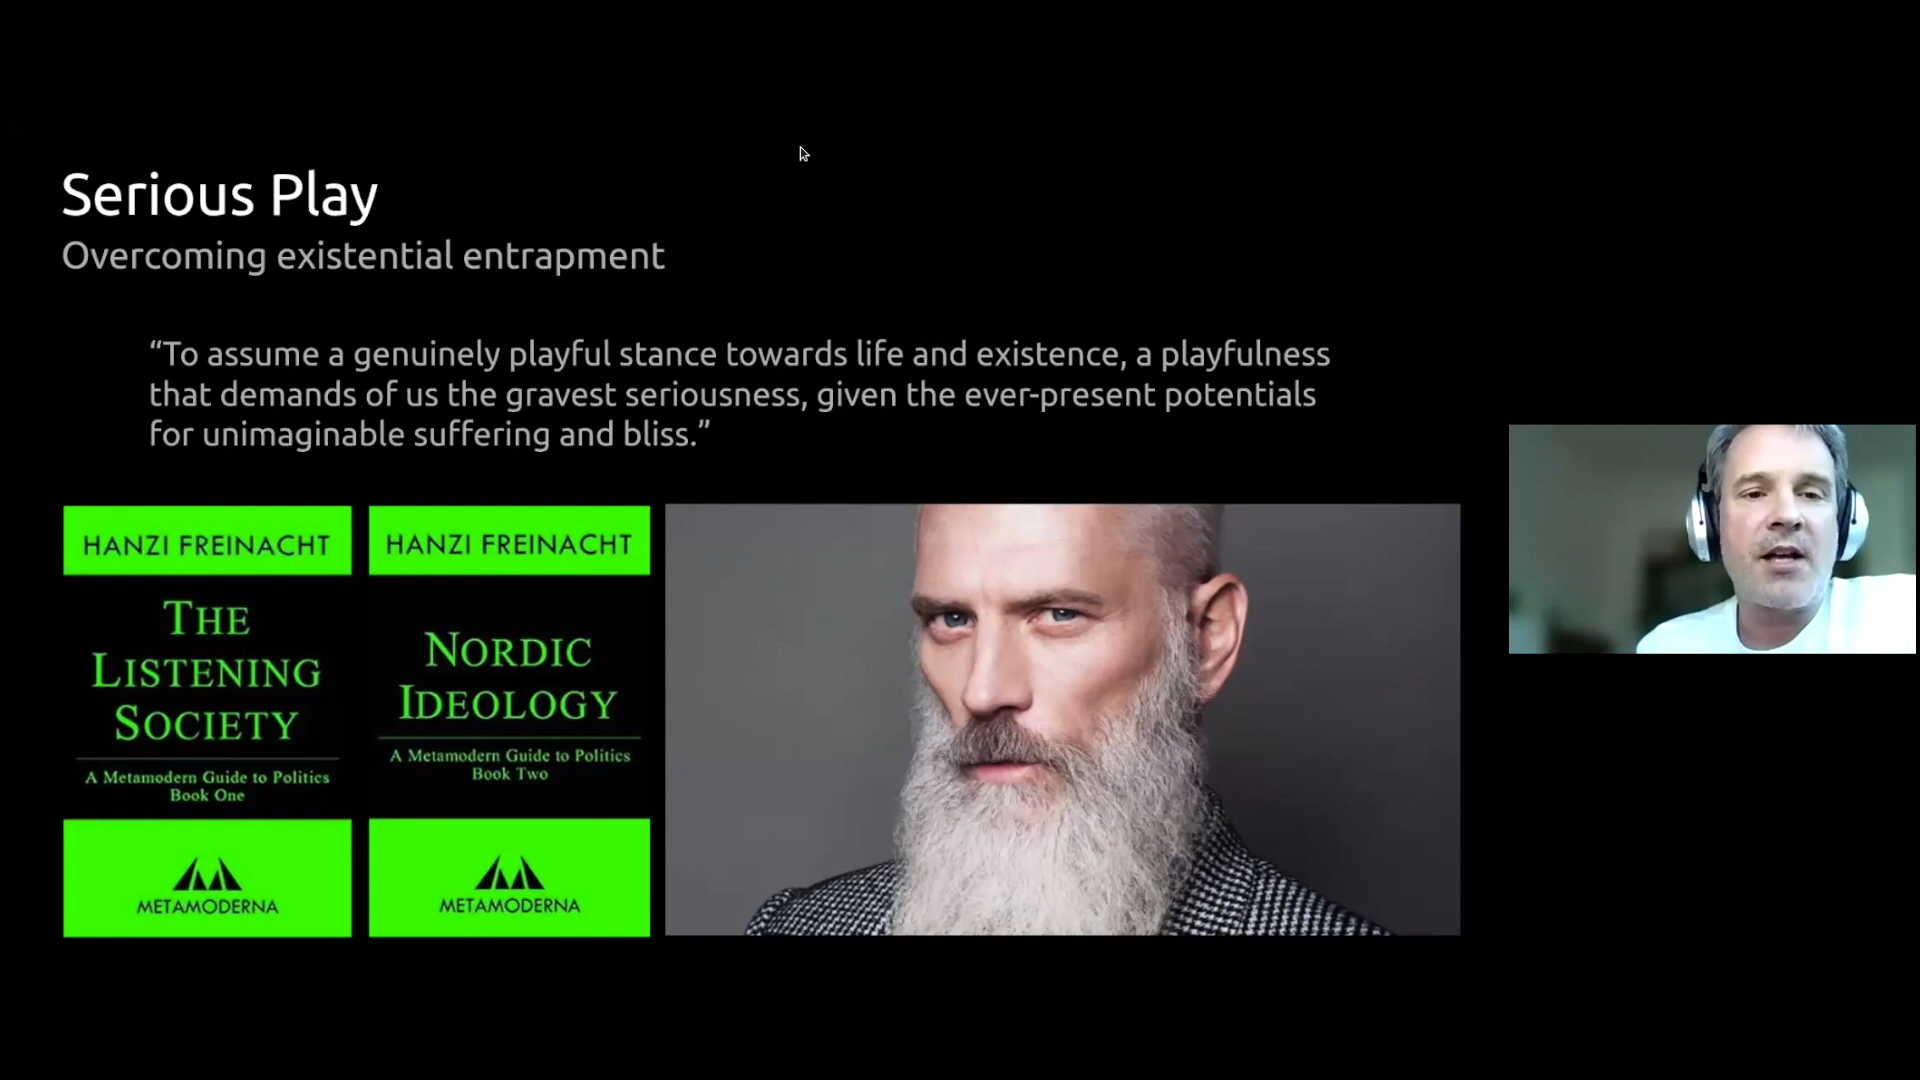 Serious Play
Overcoming existential entrapment
“To assume a genuinely playful stance towards life and existence, a playfulness
that demands of us the gravest seriousness, given the ever-present potentials
for unimaginable suffering and bliss.”
HANZI FREINACHT
THE
LISTENING
SOCIETY
A Metamodern Guide to Politics
Book One
METAMODERNA
HANZI FREINACHT
NORDIC
IDEOLOGY
A Metamodern Guide to Politics
Book Two
METAMODERNA